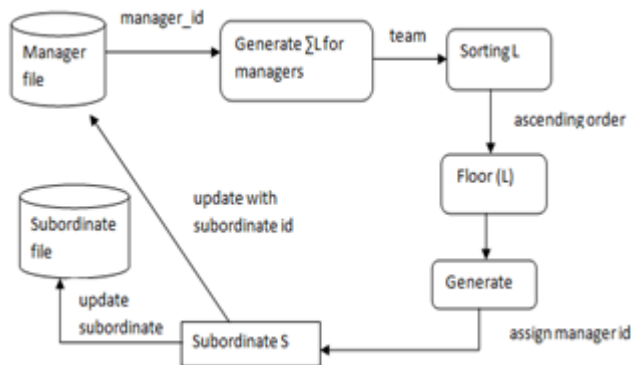 manager_id
Manager
file
Generate ∑L for
managers
team
Sorting L
ascending order
Floor (L)
update with
subordinate id
Subordinate
file
Generate
update
subordinate
Subordinate S
assign manager id